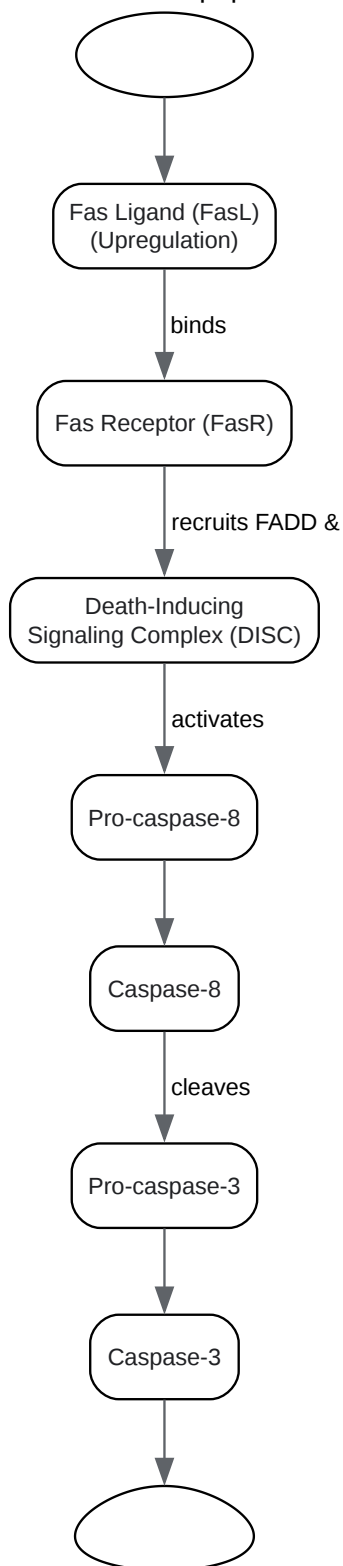 Fas Ligand (FasL)
(Upregulation)
binds
Fas Receptor (FasR)
recruits FADD &
Death-Inducing
Signaling Complex (DISC)
activates
Pro-caspase-8
Caspase-8
cleaves
Pro-caspase-3
Caspase-3